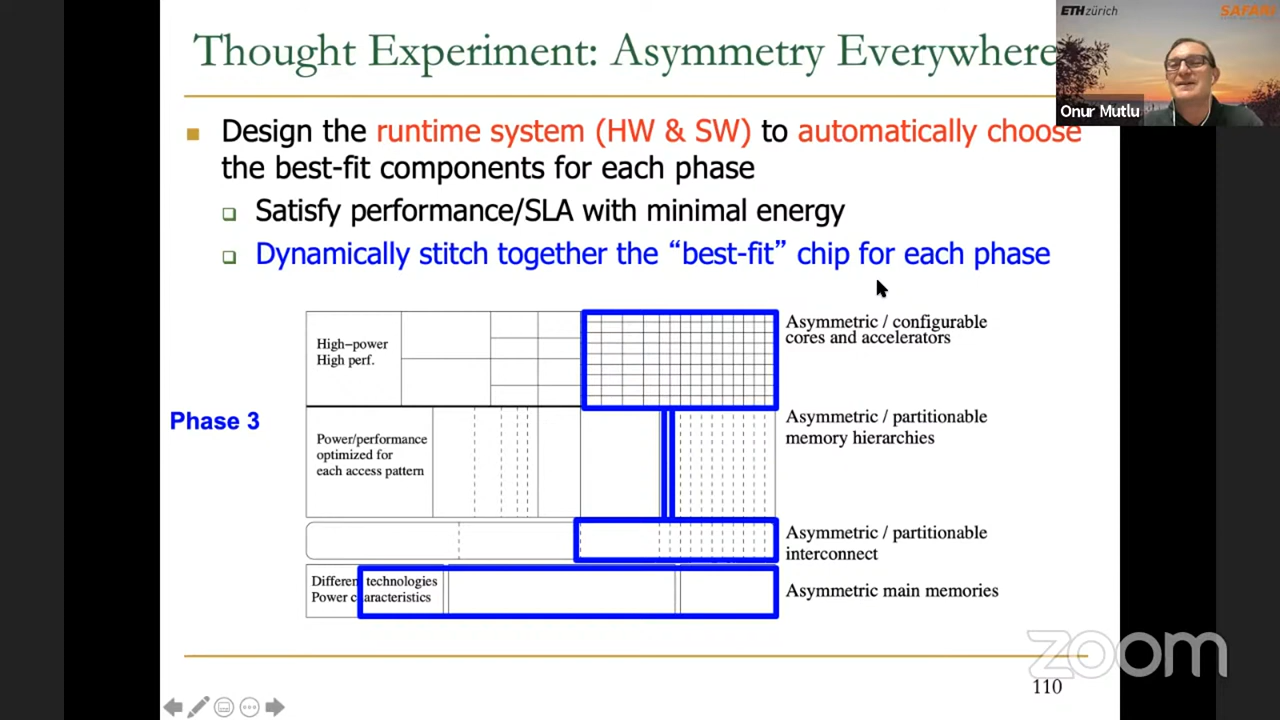 Thought Experiment: Asymmetry Everywhere
ETH zürich
SAFARI
Onur Mutlu
Design the runtime system (HW & SW) to automatically choose
the best-fit components for each phase
Satisfy performance/SLA with minimal energy
Dynamically stitch together the “best-fit” chip for each phase
High-power
High perf.
Asymmetric / configurable
cores and accelerators
Phase 3
Power/performance
optimized for
each access pattern
Asymmetric / partitionable
memory hierarchies
Asymmetric / partitionable
interconnect
Different technologies
Power characteristics
Asymmetric main memories
zoom
110